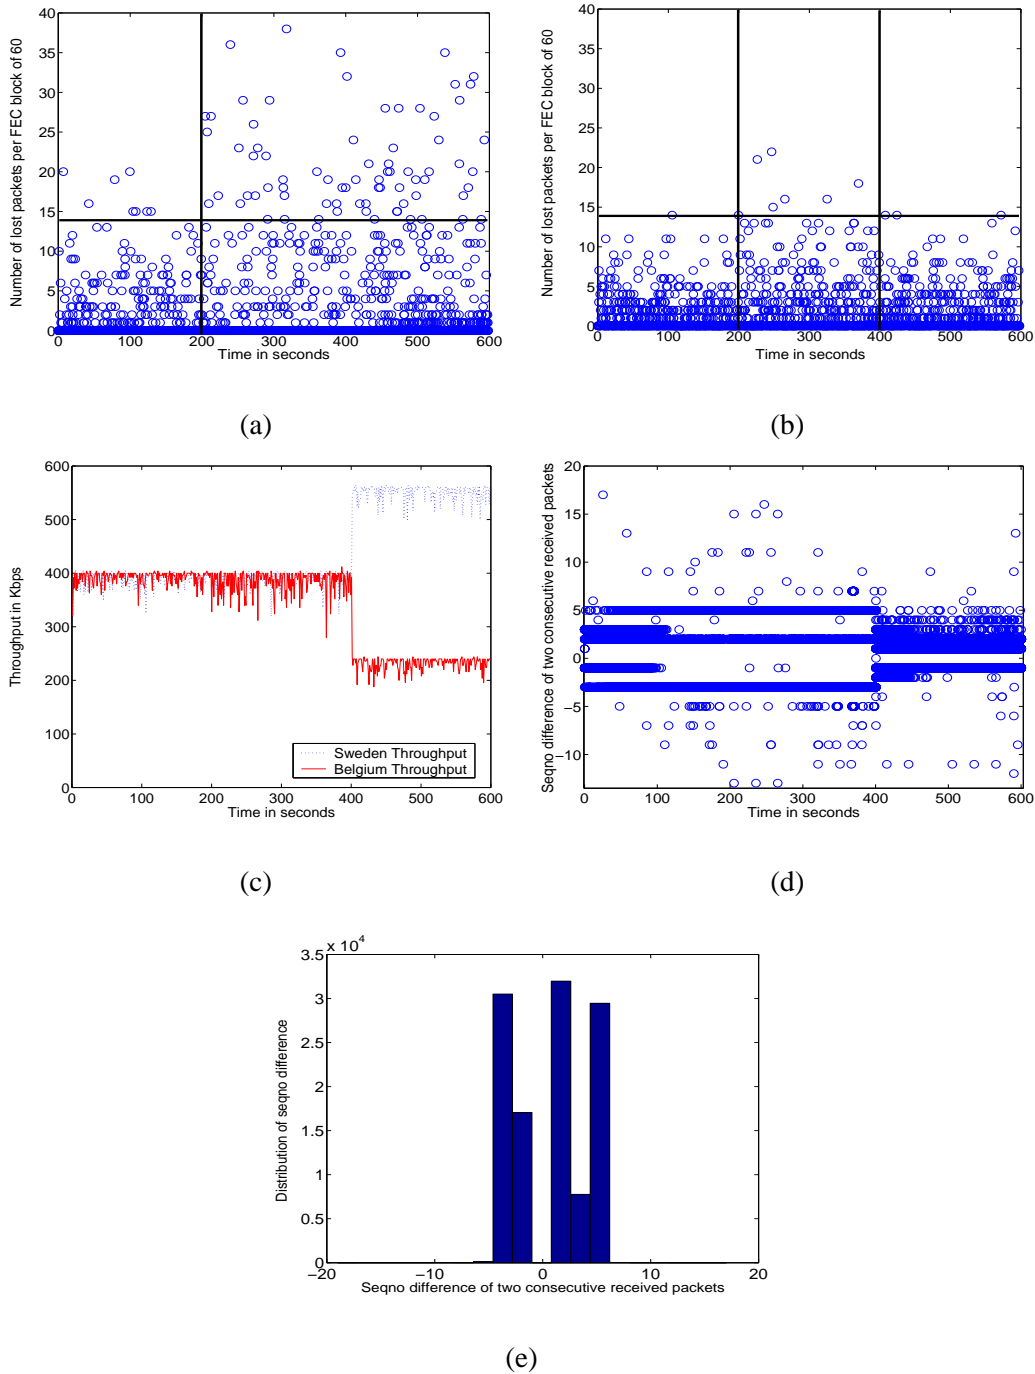 40
35
30
25
20
15
10
5
0
Number of lost packets per FEC block of 60
0 100 200 300 400 500 600
Time in seconds
(a)
40
35
30
25
20
15
10
5
0
Number of lost packets per FEC block of 60
0 100 200 300 400 500 600
Time in seconds
(b)
600
500
400
300
200
100
0
Throughput in Kbps
Sweden Throughput
Belgium Throughput
0 100 200 300 400 500 600
Time in seconds
(c)
20
15
10
5
0
−5
−10
Seqno difference of two consecutive received packets
0 100 200 300 400 500 600
Time in seconds
(d)
x 10^4
3.5
3
2.5
2
1.5
1
0.5
0
Distribution of seqno difference
−20 −10 0 10 20
Seqno difference of two consecutive received packets
(e)